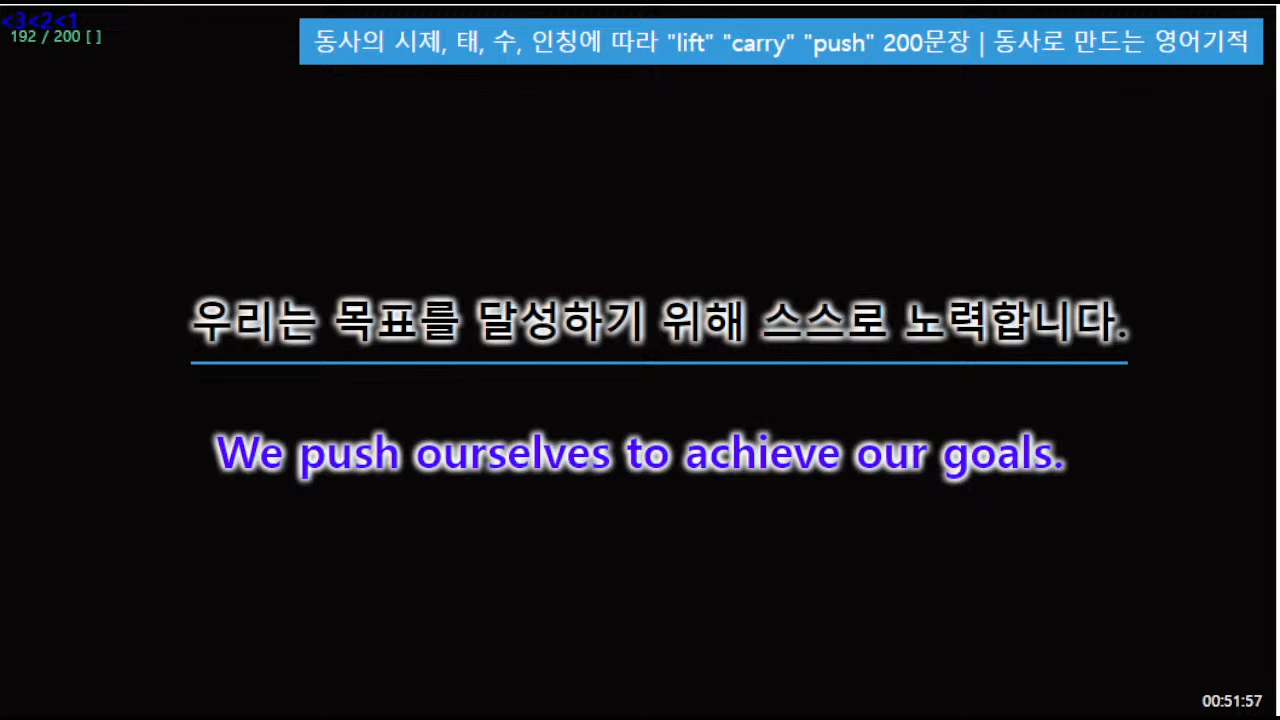 <3<2<1
192 / 200 [ ]
동사의 시제, 태, 수, 인칭에 따라 "lift" "carry" "push" 200문장 | 동사로 만드는 영어기적
우리는 목표를 달성하기 위해 스스로 노력합니다.
We push ourselves to achieve our goals.
00:51:57